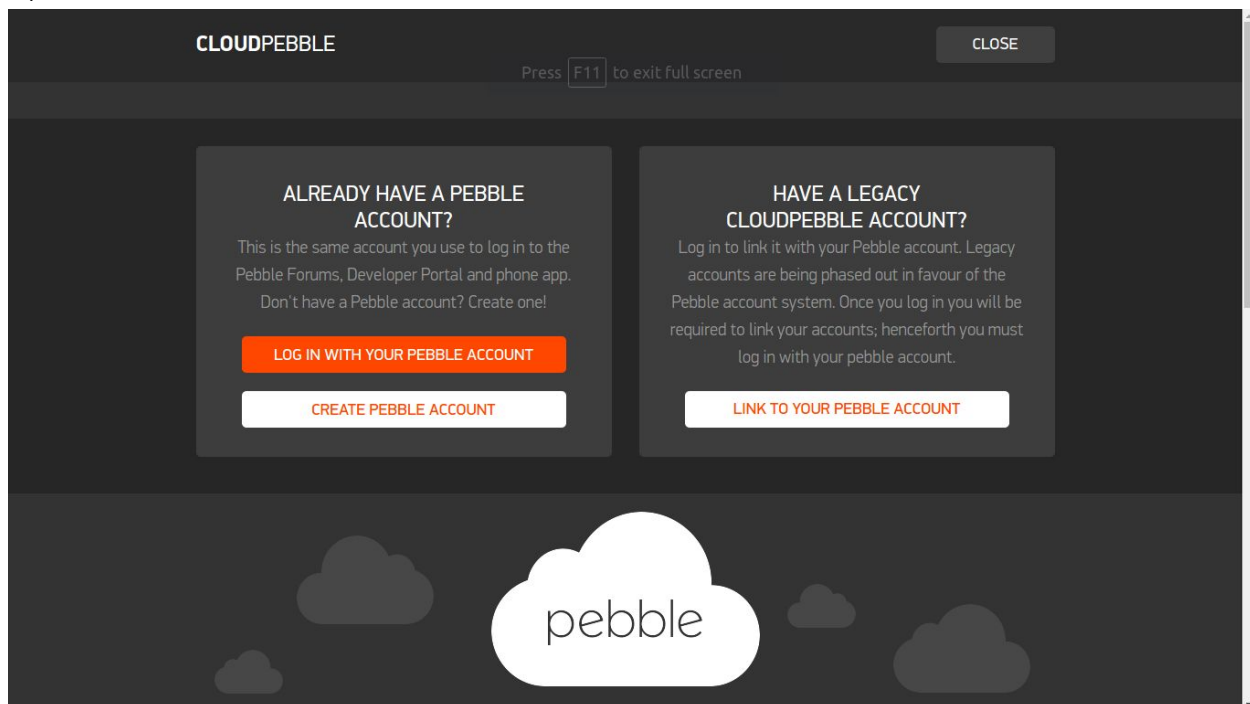 CLOUDPEBBLE
CLOSE
Press F11 to exit full screen
ALREADY HAVE A PEBBLE
ACCOUNT?
This is the same account you use to log in to the
Pebble Forums, Developer Portal and phone app.
Don't have a Pebble account? Create one!
LOG IN WITH YOUR PEBBLE ACCOUNT
CREATE PEBBLE ACCOUNT
HAVE A LEGACY
CLOUDPEBBLE ACCOUNT?
Log in to link it with your Pebble account. Legacy
accounts are being phased out in favour of the
Pebble account system. Once you log in you will be
required to link your accounts; henceforth you must
log in with your pebble account.
LINK TO YOUR PEBBLE ACCOUNT
pebble